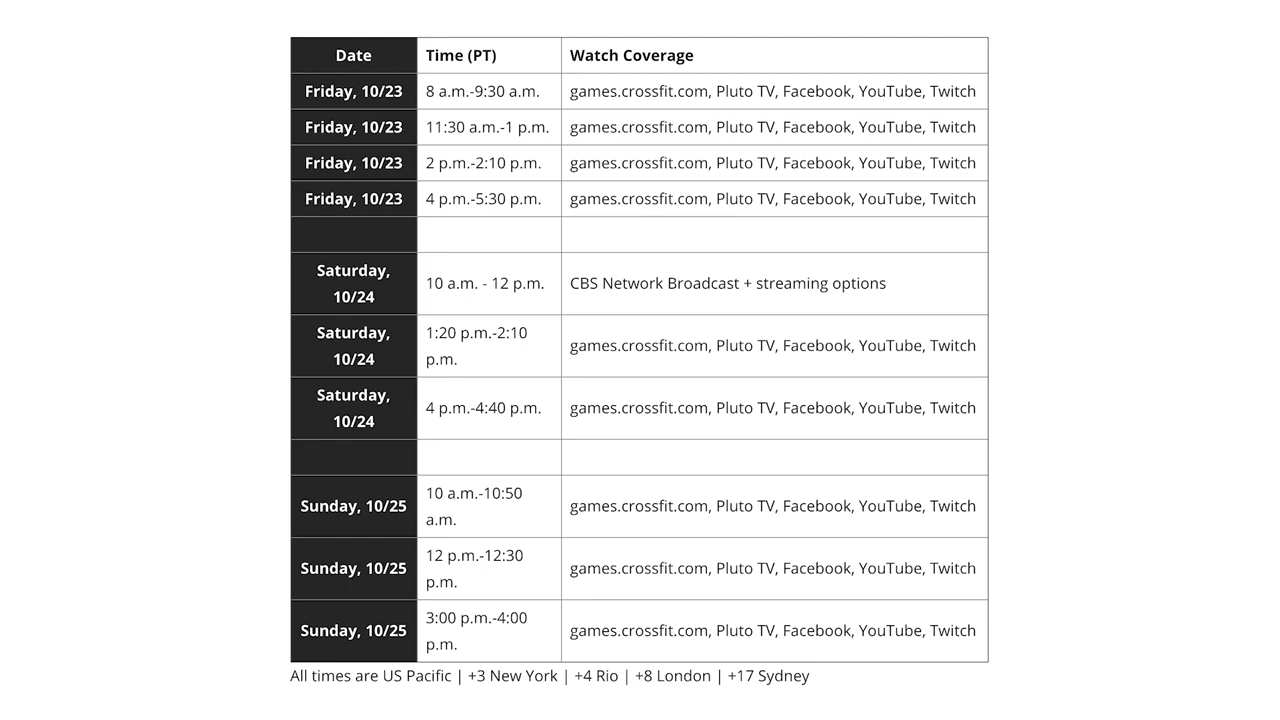 Date Time (PT) Watch Coverage
Friday, 10/23 8 a.m.-9:30 a.m. games.crossfit.com, Pluto TV, Facebook, YouTube, Twitch
Friday, 10/23 11:30 a.m.-1 p.m. games.crossfit.com, Pluto TV, Facebook, YouTube, Twitch
Friday, 10/23 2 p.m.-2:10 p.m. games.crossfit.com, Pluto TV, Facebook, YouTube, Twitch
Friday, 10/23 4 p.m.-5:30 p.m. games.crossfit.com, Pluto TV, Facebook, YouTube, Twitch
Saturday,
10/24
10 a.m. - 12 p.m. CBS Network Broadcast + streaming options
Saturday,
10/24
1:20 p.m.-2:10
p.m.
games.crossfit.com, Pluto TV, Facebook, YouTube, Twitch
Saturday,
10/24
4 p.m.-4:40 p.m. games.crossfit.com, Pluto TV, Facebook, YouTube, Twitch
Sunday, 10/25
10 a.m.-10:50
a.m.
games.crossfit.com, Pluto TV, Facebook, YouTube, Twitch
Sunday, 10/25
12 p.m.-12:30
p.m.
games.crossfit.com, Pluto TV, Facebook, YouTube, Twitch
Sunday, 10/25
3:00 p.m.-4:00
p.m.
games.crossfit.com, Pluto TV, Facebook, YouTube, Twitch
All times are US Pacific | +3 New York | +4 Rio | +8 London | +17 Sydney